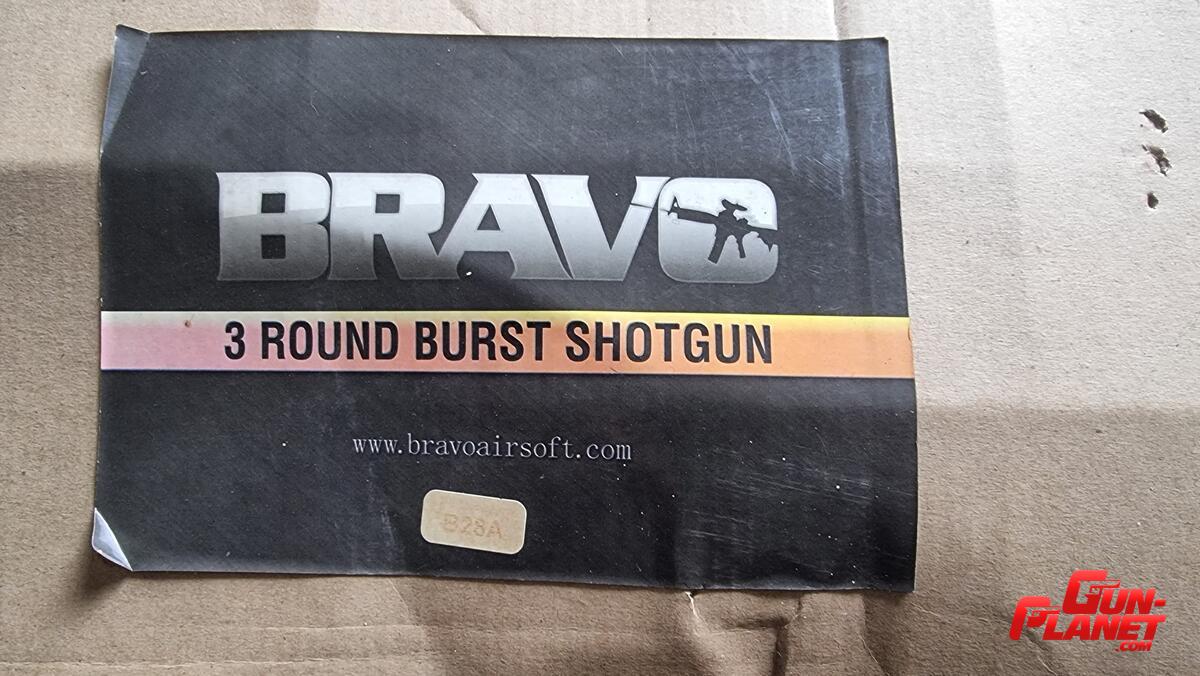 BRAVO
3 ROUND BURST SHOTGUN
www.bravoairsoft.com
B28A
GUN-
PLANET
.COM